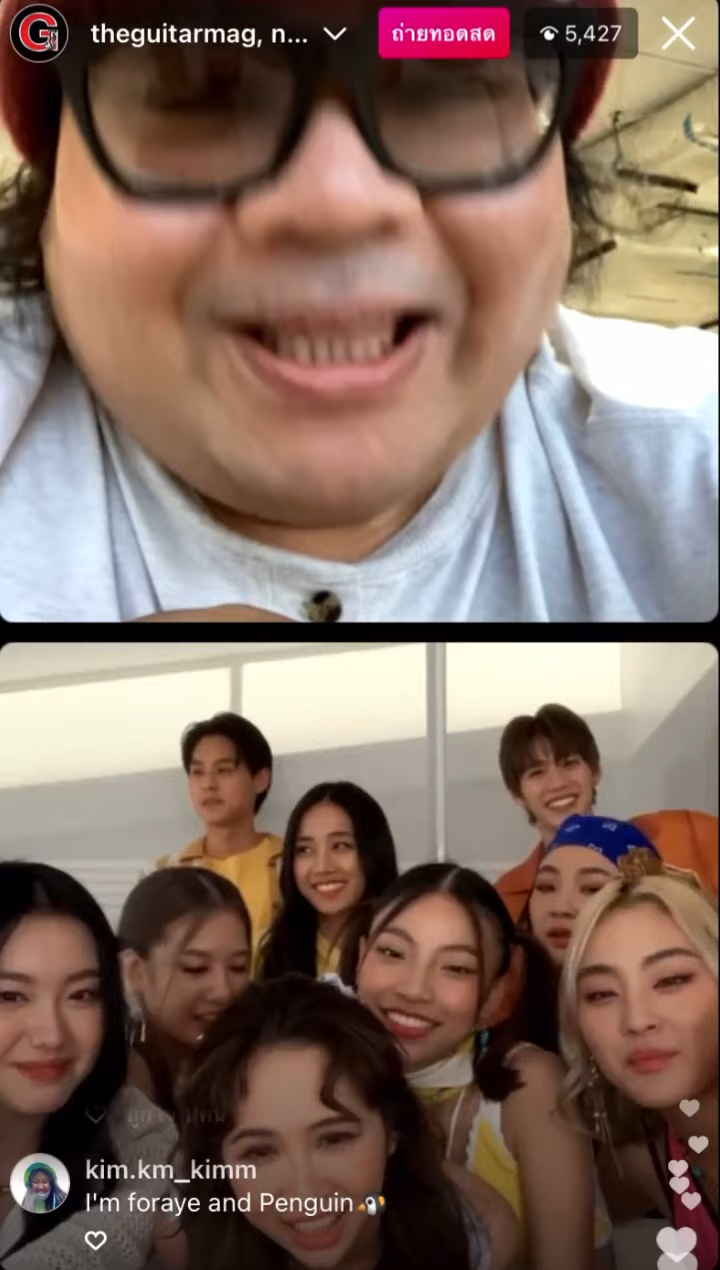 theguitarmag, n...
ถ่ายทอดสด
5,427
kim.km_kimm
I'm foraye and Penguin🐧